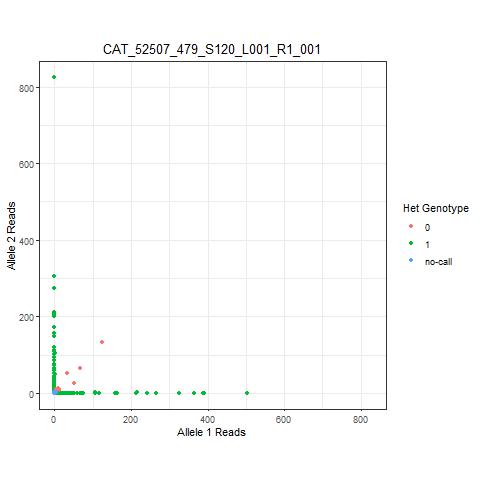 CAT_52507_479_S120_L001_R1_001
Allele 2 Reads
800
600
400
200
0
0 200 400 600 800
Allele 1 Reads
Het Genotype
0
1
no-call